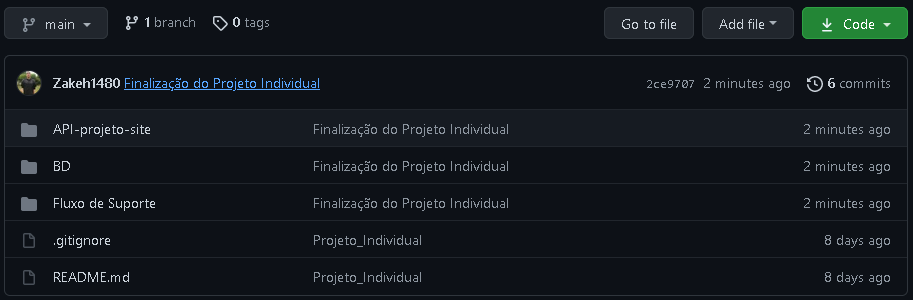 main 1 branch 0 tags Go to file Add file Code
Zakeh1480 Finalização do Projeto Individual 2ce9707 2 minutes ago 6 commits
API-projeto-site Finalização do Projeto Individual 2 minutes ago
BD Finalização do Projeto Individual 2 minutes ago
Fluxo de Suporte Finalização do Projeto Individual 2 minutes ago
.gitignore Projeto_Individual 8 days ago
README.md Projeto_Individual 8 days ago